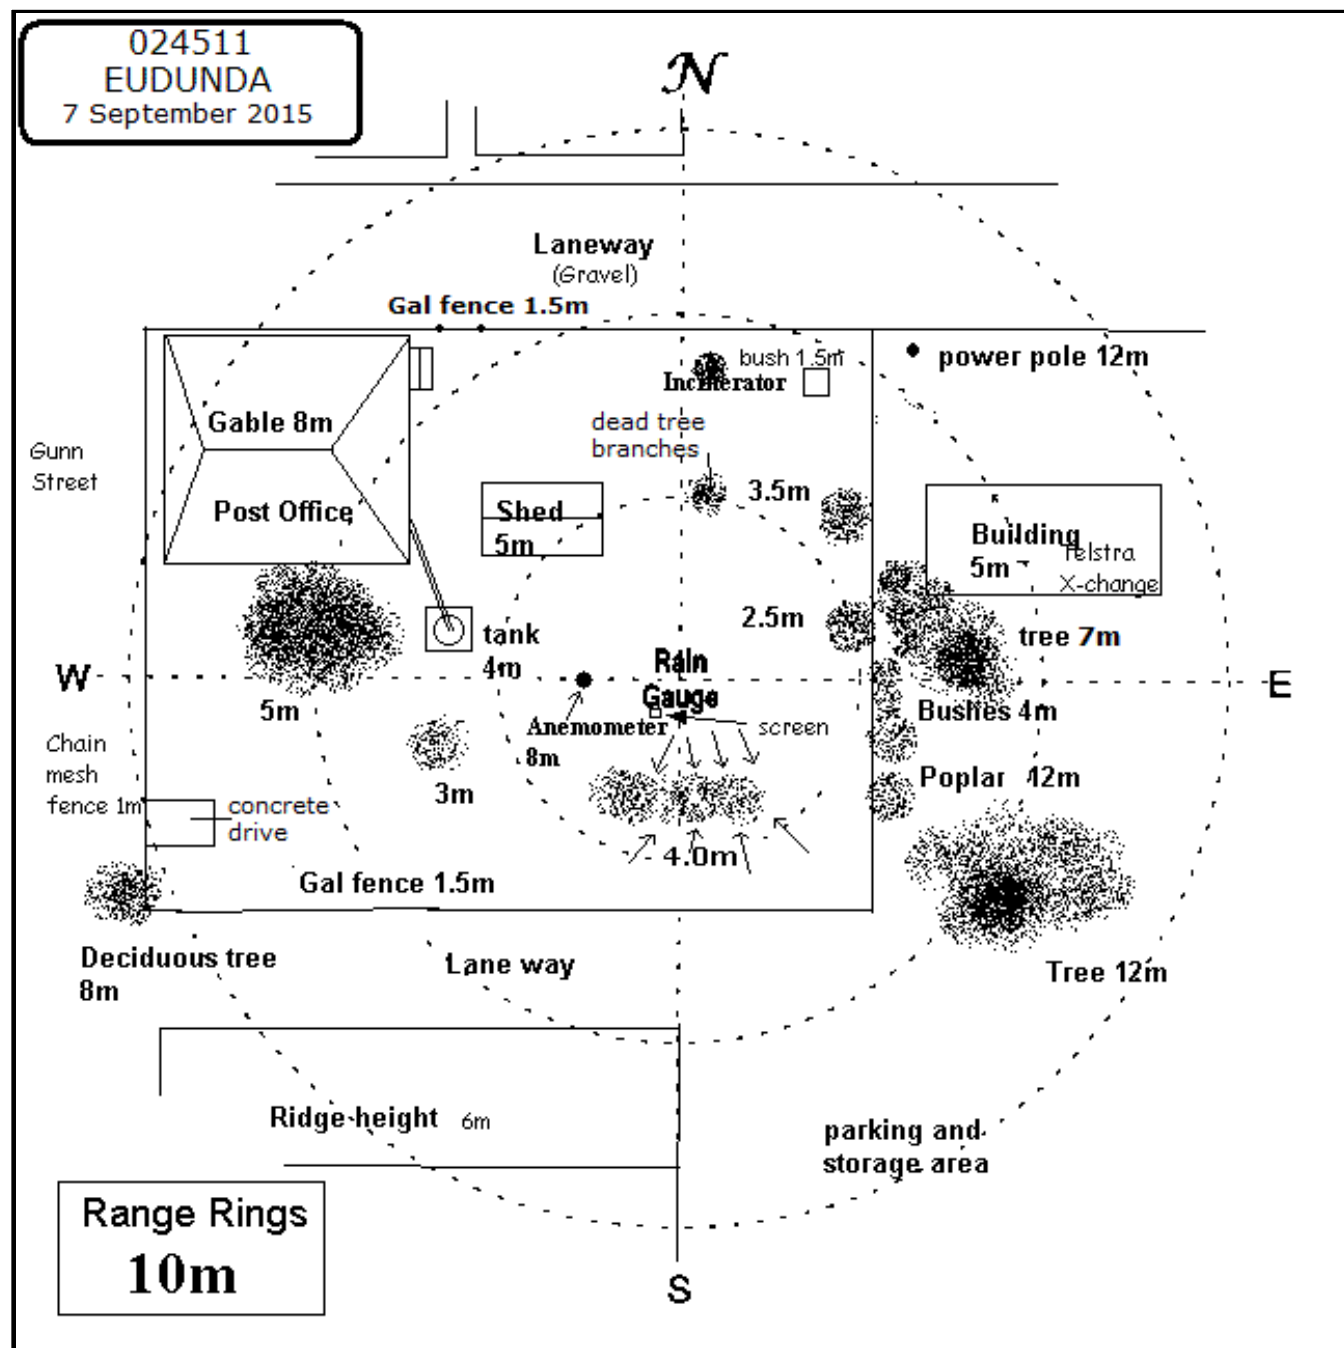 024511
EUDUNDA
7 September 2015
N
Laneway
(Gravel)
Gal fence 1.5m
bush 1.5m
power pole 12m
Incinerator
Gable 8m
dead tree
branches
Gunn
Street
3.5m
Post Office
Shed
5m
Building
5m
Telstra
X-change
2.5m
tank
4m
tree 7m
Rain
Gauge
W
E
5m
Bushes 4m
Anemometer
8m
screen
Chain
mesh
fence 1m
Poplar 12m
3m
concrete
drive
4.0m
Gal fence 1.5m
Deciduous tree
8m
Lane way
Tree 12m
Ridge height 6m
parking and
storage area
Range Rings
10m
S